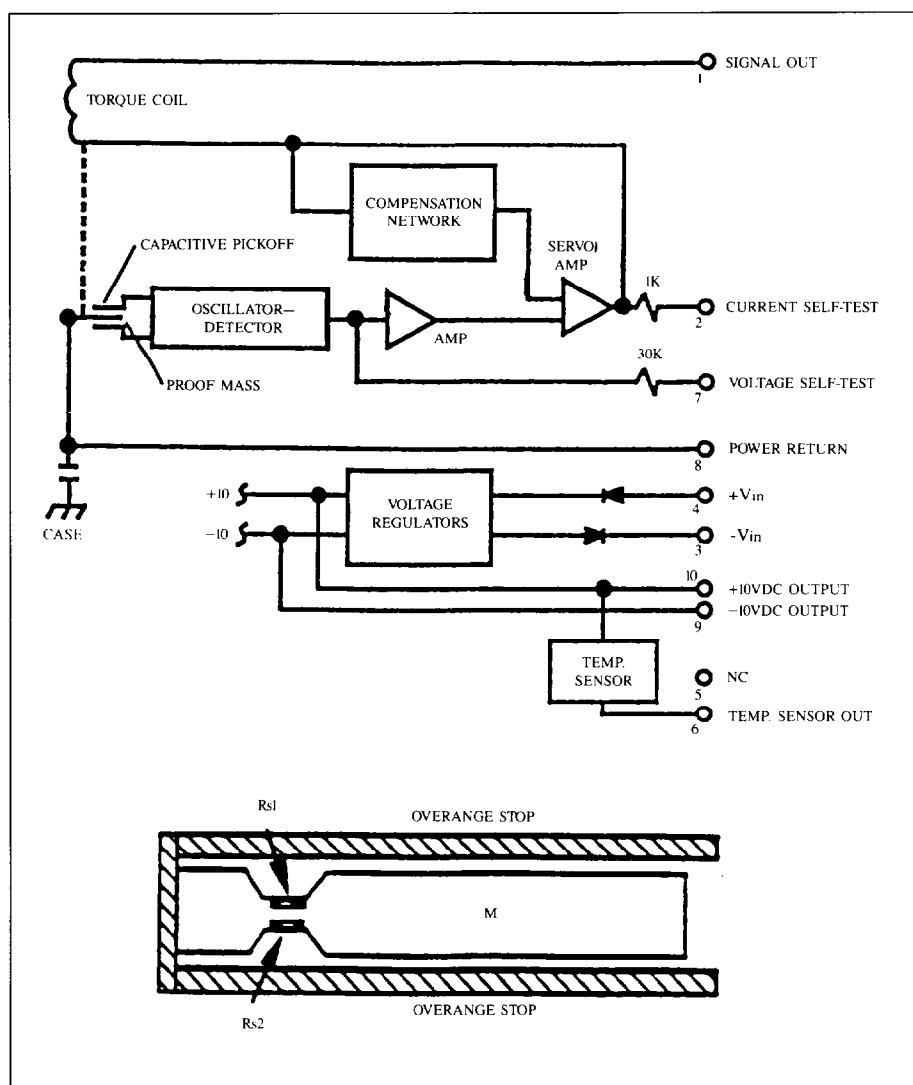 SIGNAL OUT
1
TORQUE COIL
COMPENSATION
NETWORK
CAPACITIVE PICKOFF
SERVO
AMP
1K
OSCILLATOR—
DETECTOR
AMP
CURRENT SELF-TEST
2
PROOF MASS
30K
VOLTAGE SELF-TEST
7
POWER RETURN
8
+10
VOLTAGE
REGULATORS
+Vin
4
CASE
−10
-Vin
3
10
+10VDC OUTPUT
−10VDC OUTPUT
9
TEMP.
SENSOR
NC
5
TEMP. SENSOR OUT
6
Rs1
OVERANGE STOP
M
Rs2
OVERANGE STOP